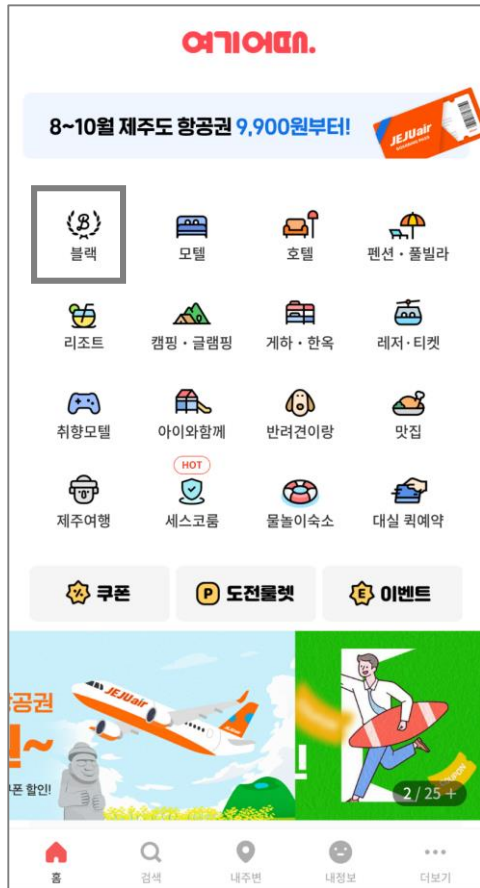 여기어때.
8~10월 제주도 항공권 9,900원부터!
JEJUair
B
블랙
모텔
호텔
펜션·풀빌라
리조트
캠핑·글램핑
게하·한옥
레저·티켓
취향모텔
아이와함께
반려견이랑
맛집
HOT
제주여행
세스코룸
물놀이숙소
대실 퀵예약
% 쿠폰
P 도전룰렛
E 이벤트
공권
~
폰 할인!
JEJUair
!
COUPON
2 / 25 +
홈
검색
내주변
내정보
더보기